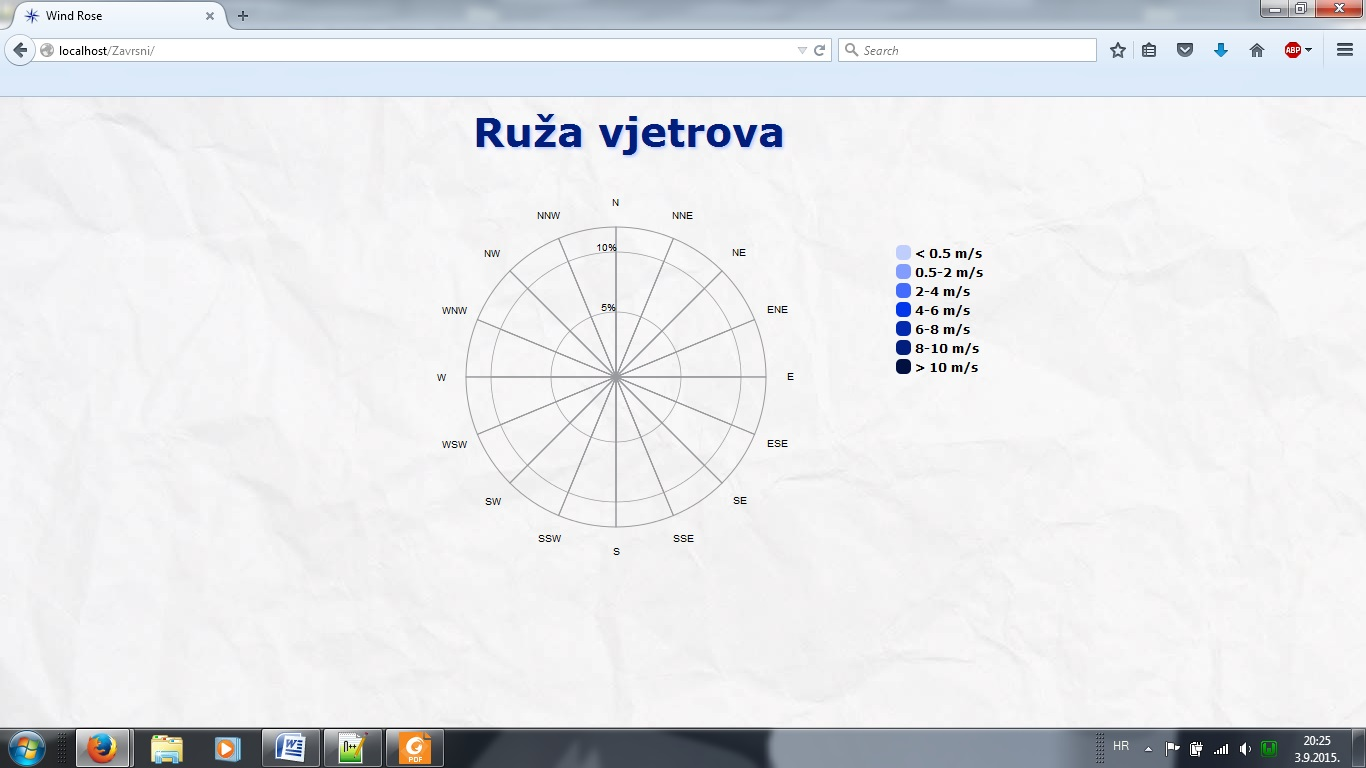 Wind Rose
localhost/Zavrsni/
Search
ABP
Ruža vjetrova
N
NNW
NNE
NW
10%
NE
WNW
5%
ENE
W
E
WSW
ESE
SW
SE
SSW
SSE
S
< 0.5 m/s
0.5-2 m/s
2-4 m/s
4-6 m/s
6-8 m/s
8-10 m/s
> 10 m/s
HR
20:25
3.9.2015.
W
N++
PDF